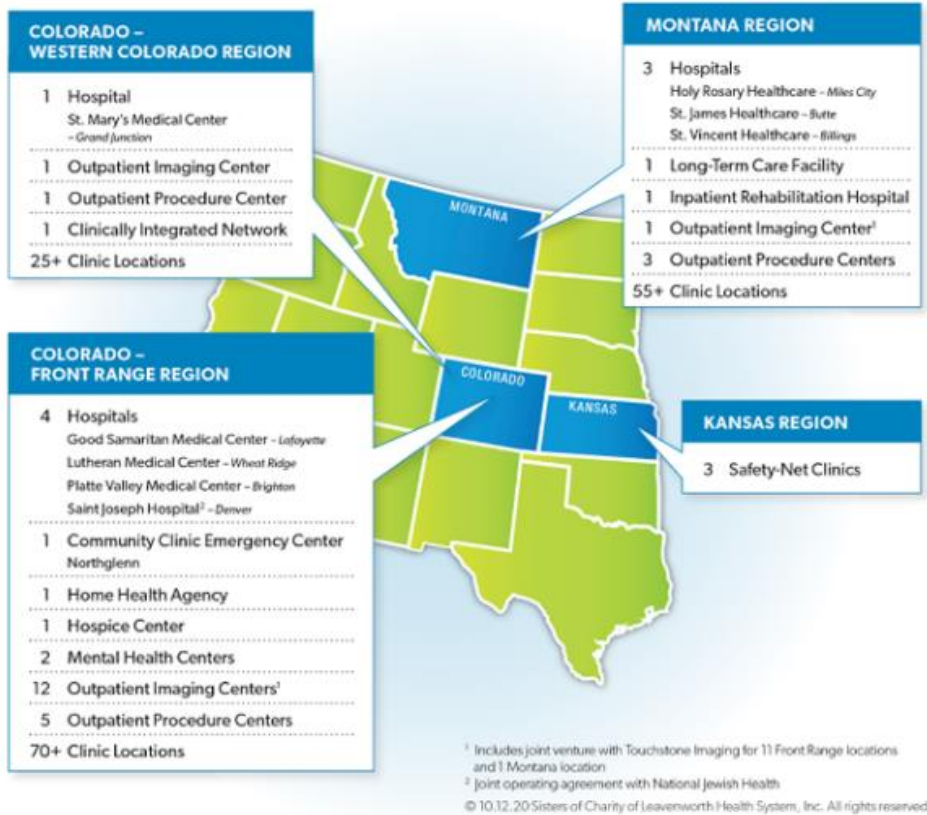 COLORADO –
WESTERN COLORADO REGION
1 Hospital
St. Mary's Medical Center
– Grand Junction
1 Outpatient Imaging Center
1 Outpatient Procedure Center
1 Clinically Integrated Network
25+ Clinic Locations
MONTANA REGION
3 Hospitals
Holy Rosary Healthcare – Miles City
St. James Healthcare – Butte
St. Vincent Healthcare – Billings
1 Long-Term Care Facility
1 Inpatient Rehabilitation Hospital
1 Outpatient Imaging Center¹
3 Outpatient Procedure Centers
55+ Clinic Locations
MONTANA
COLORADO
KANSAS
COLORADO –
FRONT RANGE REGION
4 Hospitals
Good Samaritan Medical Center – Lafayette
Lutheran Medical Center – Wheat Ridge
Platte Valley Medical Center – Brighton
Saint Joseph Hospital² – Denver
1 Community Clinic Emergency Center
Northglenn
1 Home Health Agency
1 Hospice Center
2 Mental Health Centers
12 Outpatient Imaging Centers¹
5 Outpatient Procedure Centers
70+ Clinic Locations
KANSAS REGION
3 Safety-Net Clinics
¹ Includes joint venture with Touchstone Imaging for 11 Front Range locations
and 1 Montana location
² Joint operating agreement with National Jewish Health
© 10.12.20 Sisters of Charity of Leavenworth Health System, Inc. All rights reserved